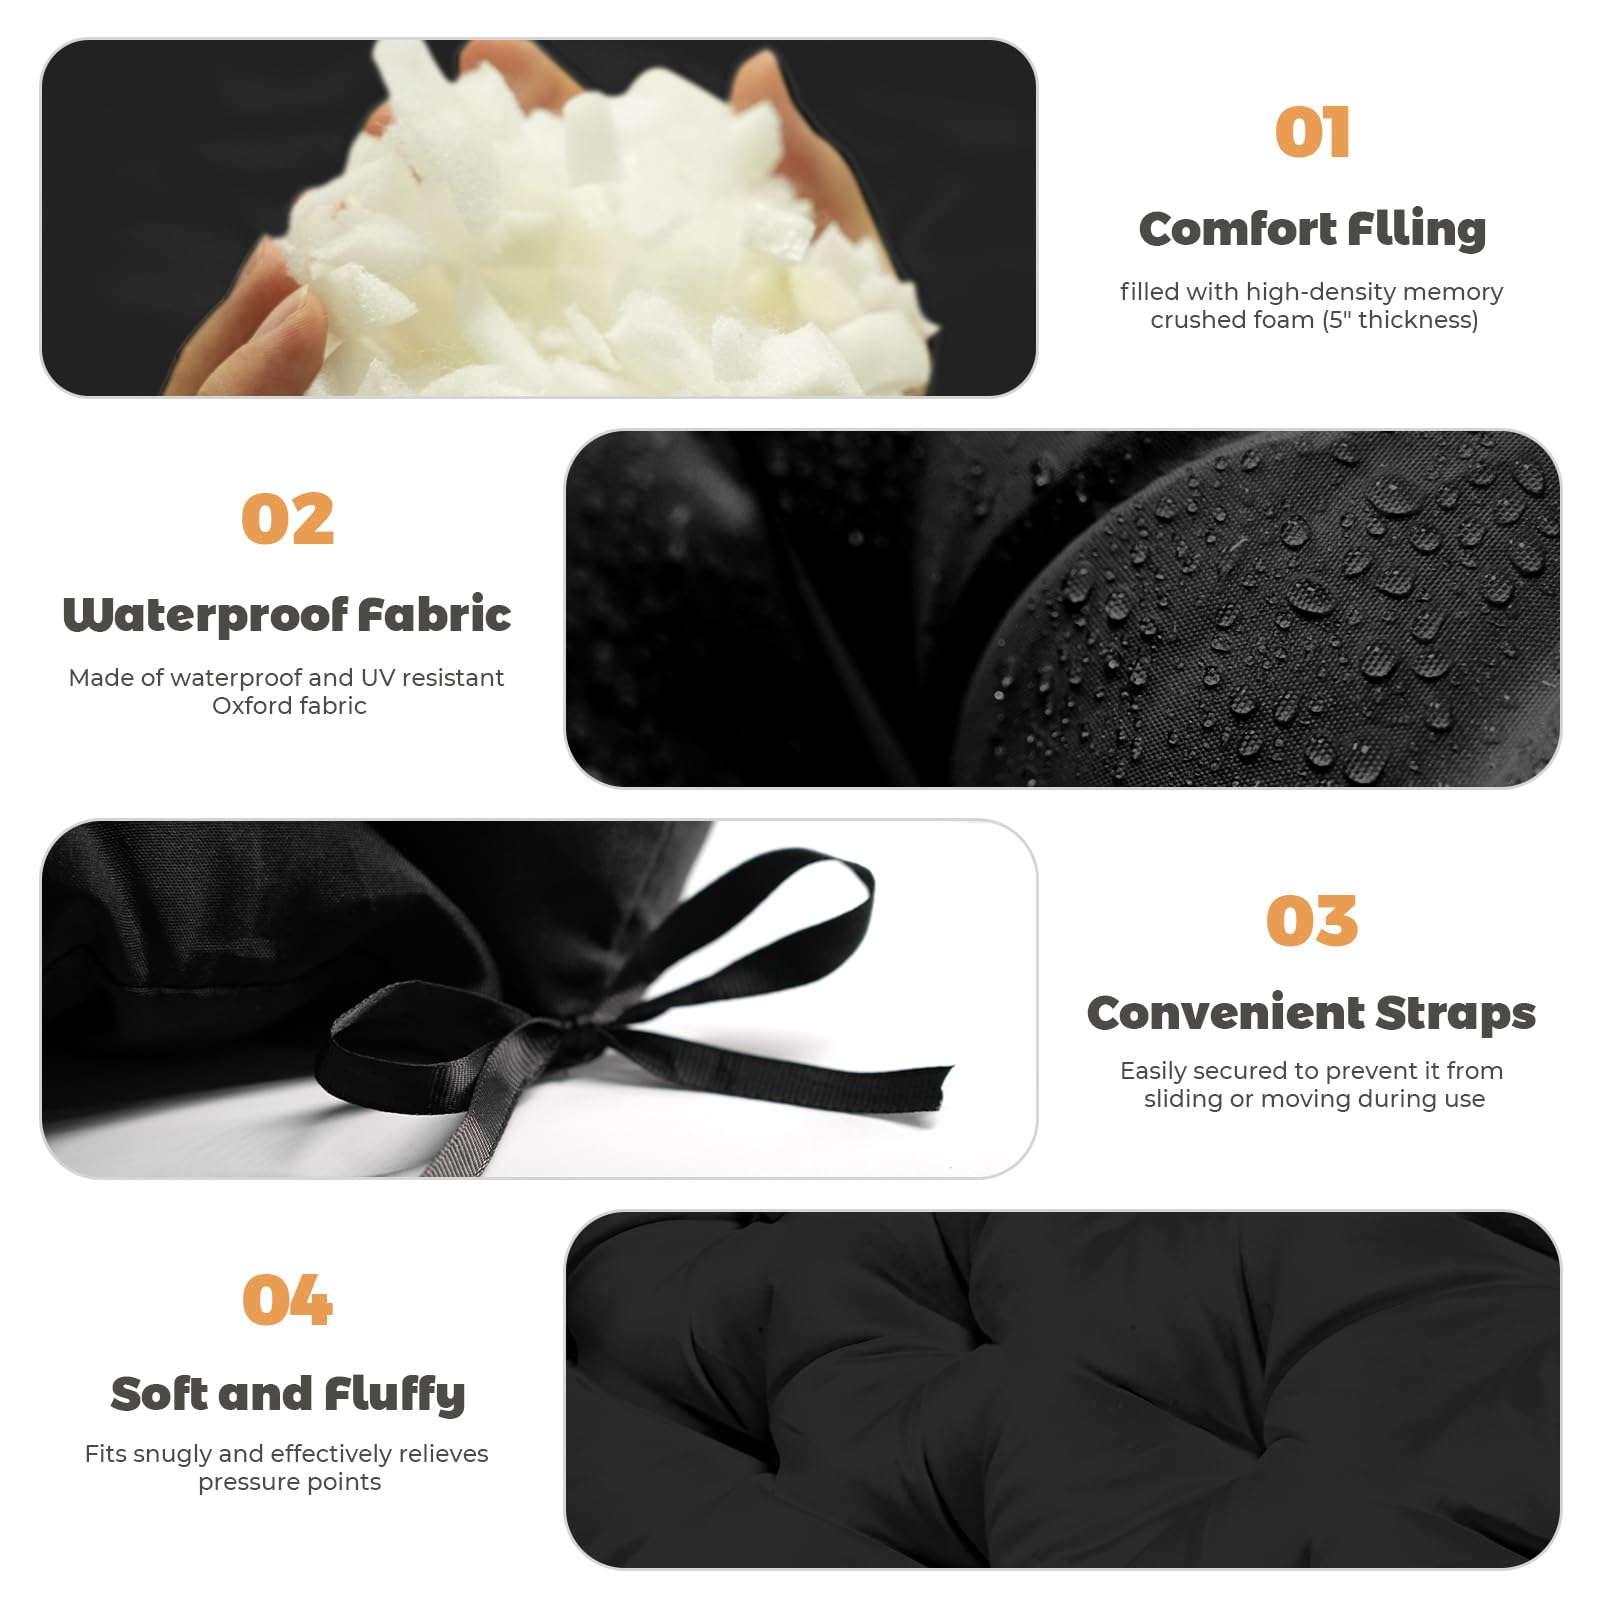 01
Comfort Flling
filled with high-density memory
crushed foam (5" thickness)
02
Waterproof Fabric
Made of waterproof and UV resistant
Oxford fabric
03
Convenient Straps
Easily secured to prevent it from
sliding or moving during use
04
Soft and Fluffy
Fits snugly and effectively relieves
pressure points